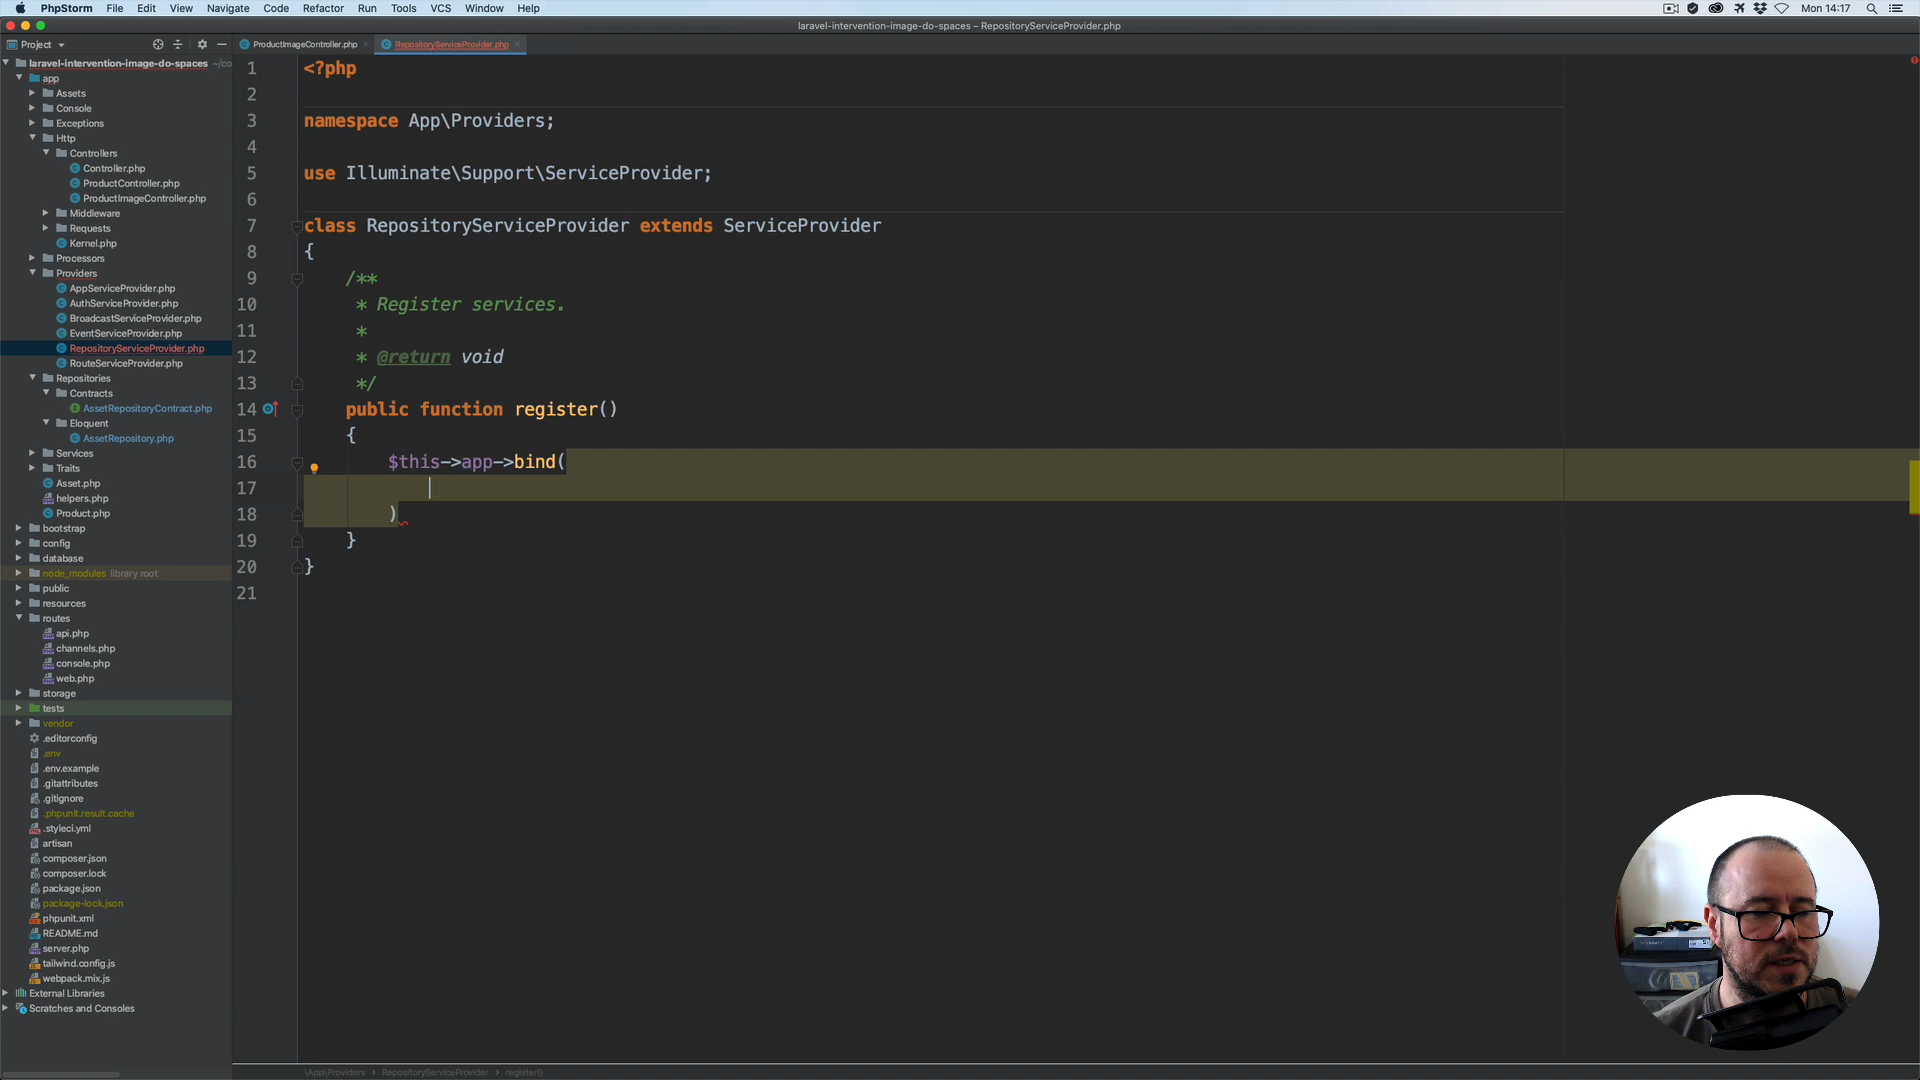 PhpStorm File Edit View Navigate Code Refactor Run Tools VCS Window Help Mon 14:17
laravel-intervention-image-do-spaces – RepositoryServiceProvider.php
Project
ProductImageController.php
RepositoryServiceProvider.php
laravel-intervention-image-do-spaces ~/co
app
Assets
Console
Exceptions
Http
Controllers
Controller.php
ProductController.php
ProductImageController.php
Middleware
Requests
Kernel.php
Processors
Providers
AppServiceProvider.php
AuthServiceProvider.php
BroadcastServiceProvider.php
EventServiceProvider.php
RepositoryServiceProvider.php
RouteServiceProvider.php
Repositories
Contracts
AssetRepositoryContract.php
Eloquent
AssetRepository.php
Services
Traits
Asset.php
helpers.php
Product.php
bootstrap
config
database
node_modules library root
public
resources
routes
api.php
channels.php
console.php
web.php
storage
tests
vendor
.editorconfig
.env
.env.example
.gitattributes
.gitignore
.phpunit.result.cache
.styleci.yml
artisan
composer.json
composer.lock
package.json
package-lock.json
phpunit.xml
README.md
server.php
tailwind.config.js
webpack.mix.js
External Libraries
Scratches and Consoles
1 <?php
2
3 namespace App\Providers;
4
5 use Illuminate\Support\ServiceProvider;
6
7 class RepositoryServiceProvider extends ServiceProvider
8 {
9 /**
10 * Register services.
11 *
12 * @return void
13 */
14 public function register()
15 {
16 $this->app->bind(
17
18 )
19 }
20 }
21
\App\Providers › RepositoryServiceProvider › register()